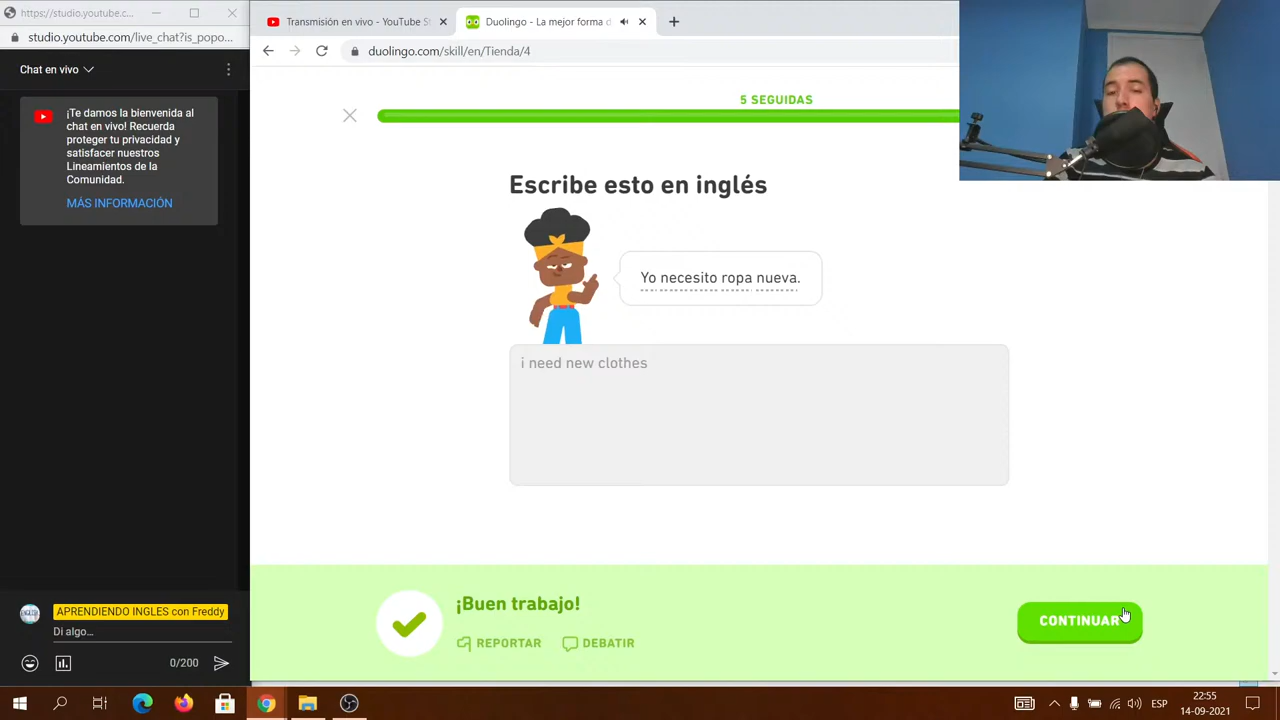 https://studio.youtube.com...
studio.youtube.com/live_chat?is_popo...
Chat en vivo
¡Te damos la bienvenida al
chat en vivo! Recuerda
proteger tu privacidad y
satisfacer nuestros
Lineamientos de la
Comunidad.
MÁS INFORMACIÓN
APRENDIENDO INGLES con Freddy
Di algo...
0/200
Transmisión en vivo - YouTube S
Duolingo - La mejor forma d
duolingo.com/skill/en/Tienda/4
5 SEGUIDAS
Escribe esto en inglés
Yo necesito ropa nueva.
i need new clothes
¡Buen trabajo!
REPORTAR
DEBATIR
CONTINUAR
ESP
22:55
14-09-2021